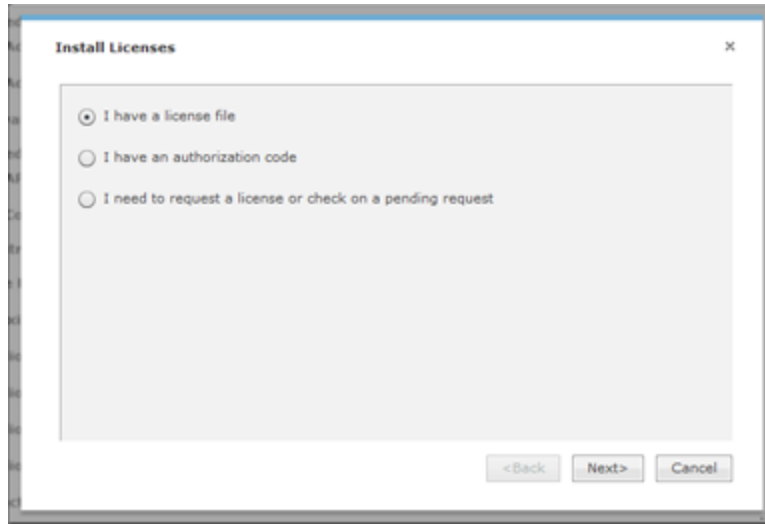 Install Licenses
×
I have a license file
I have an authorization code
I need to request a license or check on a pending request
<Back
Next>
Cancel